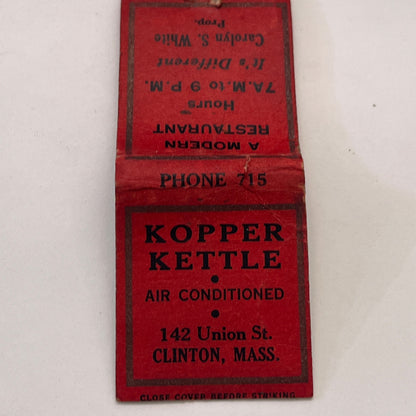 A MODERN
RESTAURANT
Hours
7 A.M. to 9 P.M.
It's Different
Carolyn S. White
Prop.
PHONE 715
KOPPER
KETTLE
•
AIR CONDITIONED
•
142 Union St.
CLINTON, MASS.
CLOSE COVER BEFORE STRIKING